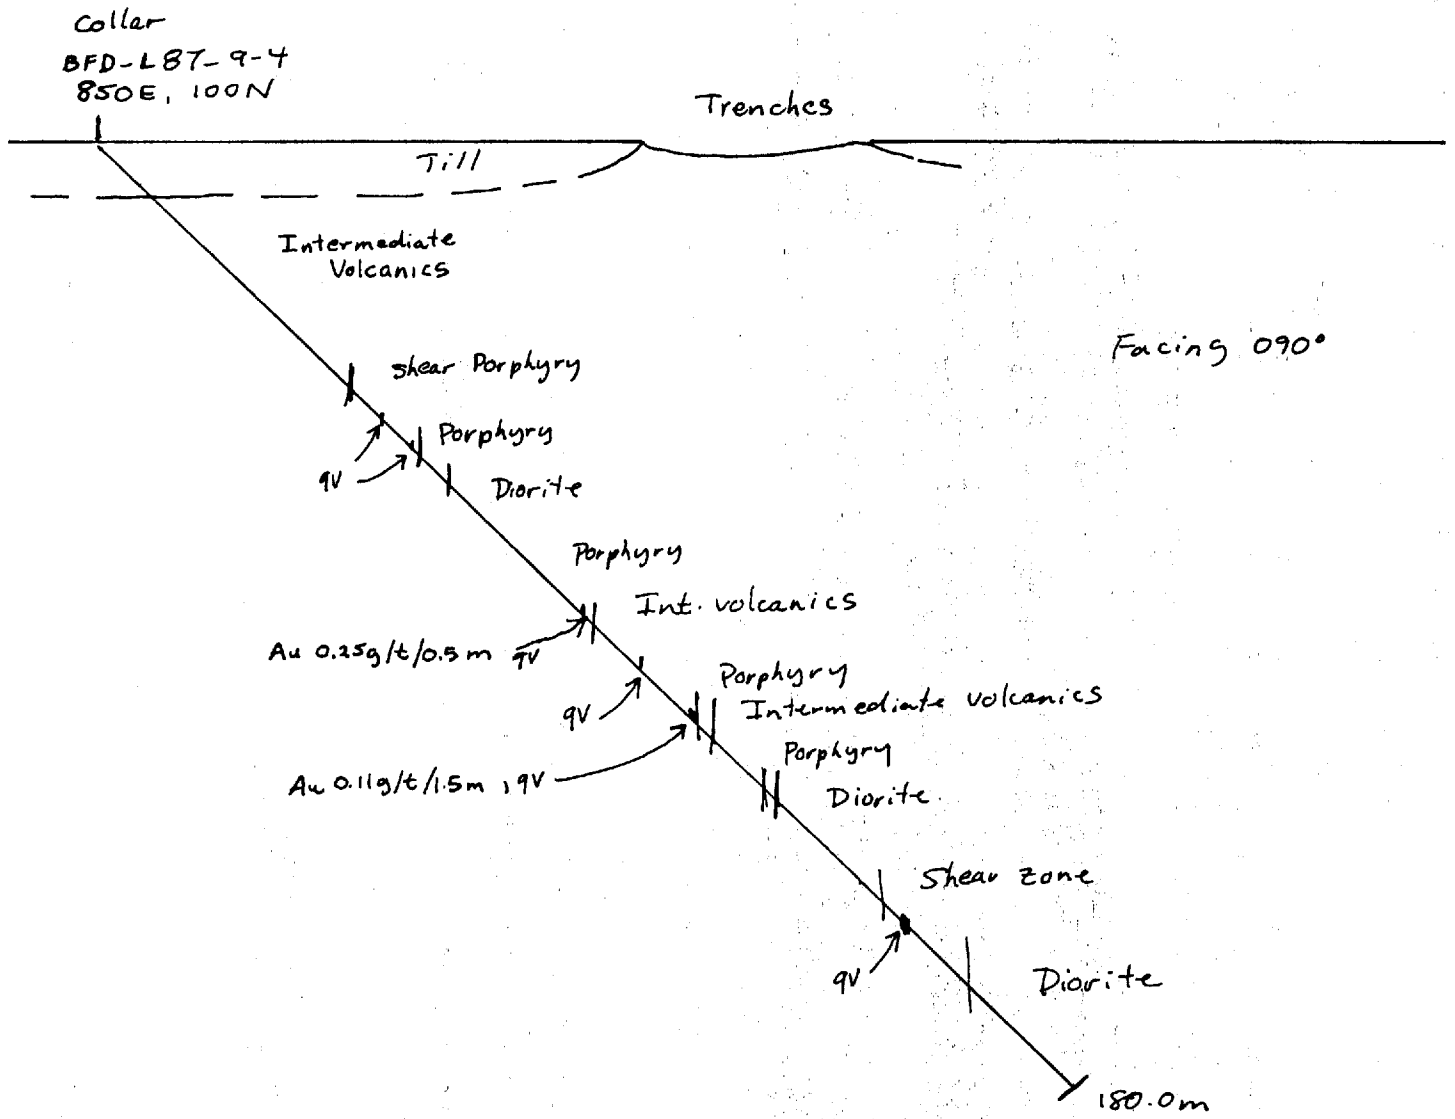 Collar
BFD-L87-9-4
850E, 100N
Trenches
Till
Intermediate
Volcanics
Facing 090°
shear Porphyry
Porphyry
qv
Diorite
Porphyry
Int. volcanics
Au 0.25g/t/0.5m qv
Porphyry
qv
Intermediate volcanics
Porphyry
Au 0.11g/t/1.5m, qv
Diorite.
Shear zone
qv
Diorite
180.0m